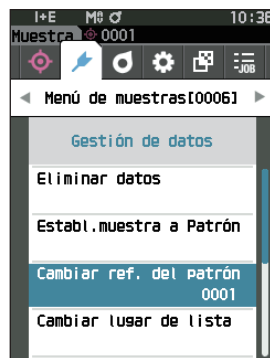 I+E M 10:38
Muestra 0001
-JOB
Menú de muestras[0006]
Gestión de datos
Eliminar datos
Establ.muestra a Patrón
Cambiar ref. del patrón
0001
Cambiar lugar de lista